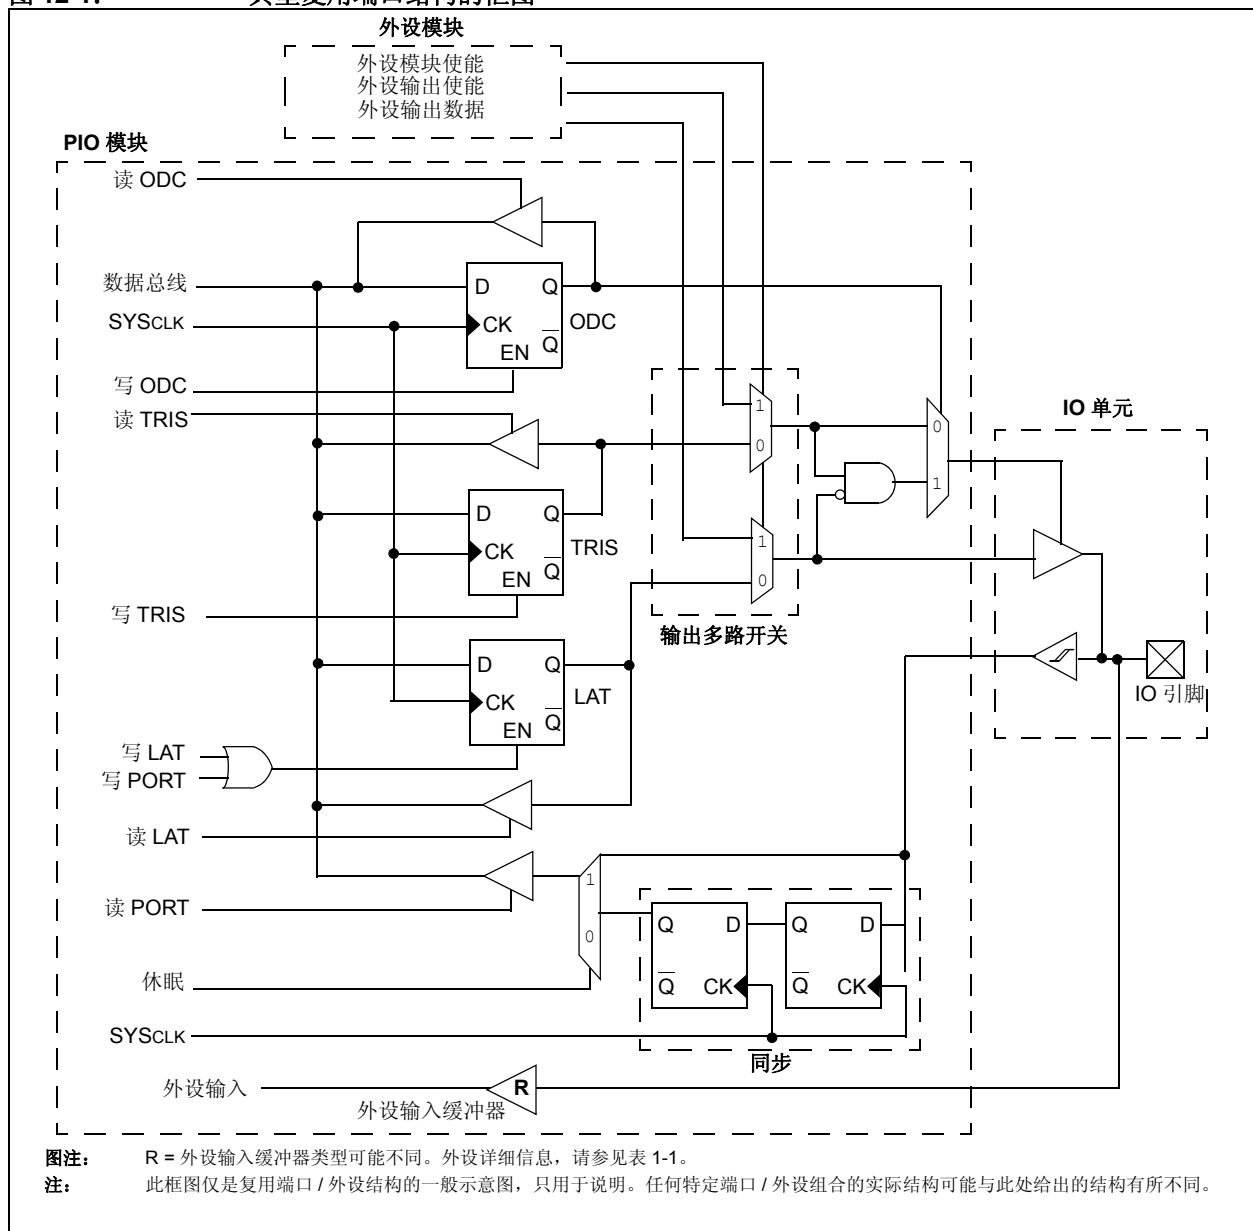 外设模块
外设模块使能
外设输出使能
外设输出数据
PIO 模块
读 ODC
数据总线
D Q
SYSCLK
CK
ODC
EN Q
写 ODC
读 TRIS
1
0
IO 单元
0
1
D Q
CK
TRIS
EN Q
1
0
写 TRIS
输出多路开关
D Q
CK
LAT
EN Q
IO 引脚
写 LAT
写 PORT
读 LAT
读 PORT
1
0
Q D
Q CK
Q D
Q CK
休眠
SYSCLK
同步
外设输入
R
外设输入缓冲器
图注： R = 外设输入缓冲器类型可能不同。外设详细信息，请参见表 1-1。
注： 此框图仅是复用端口 / 外设结构的一般示意图，只用于说明。任何特定端口 / 外设组合的实际结构可能与此处给出的结构有所不同。